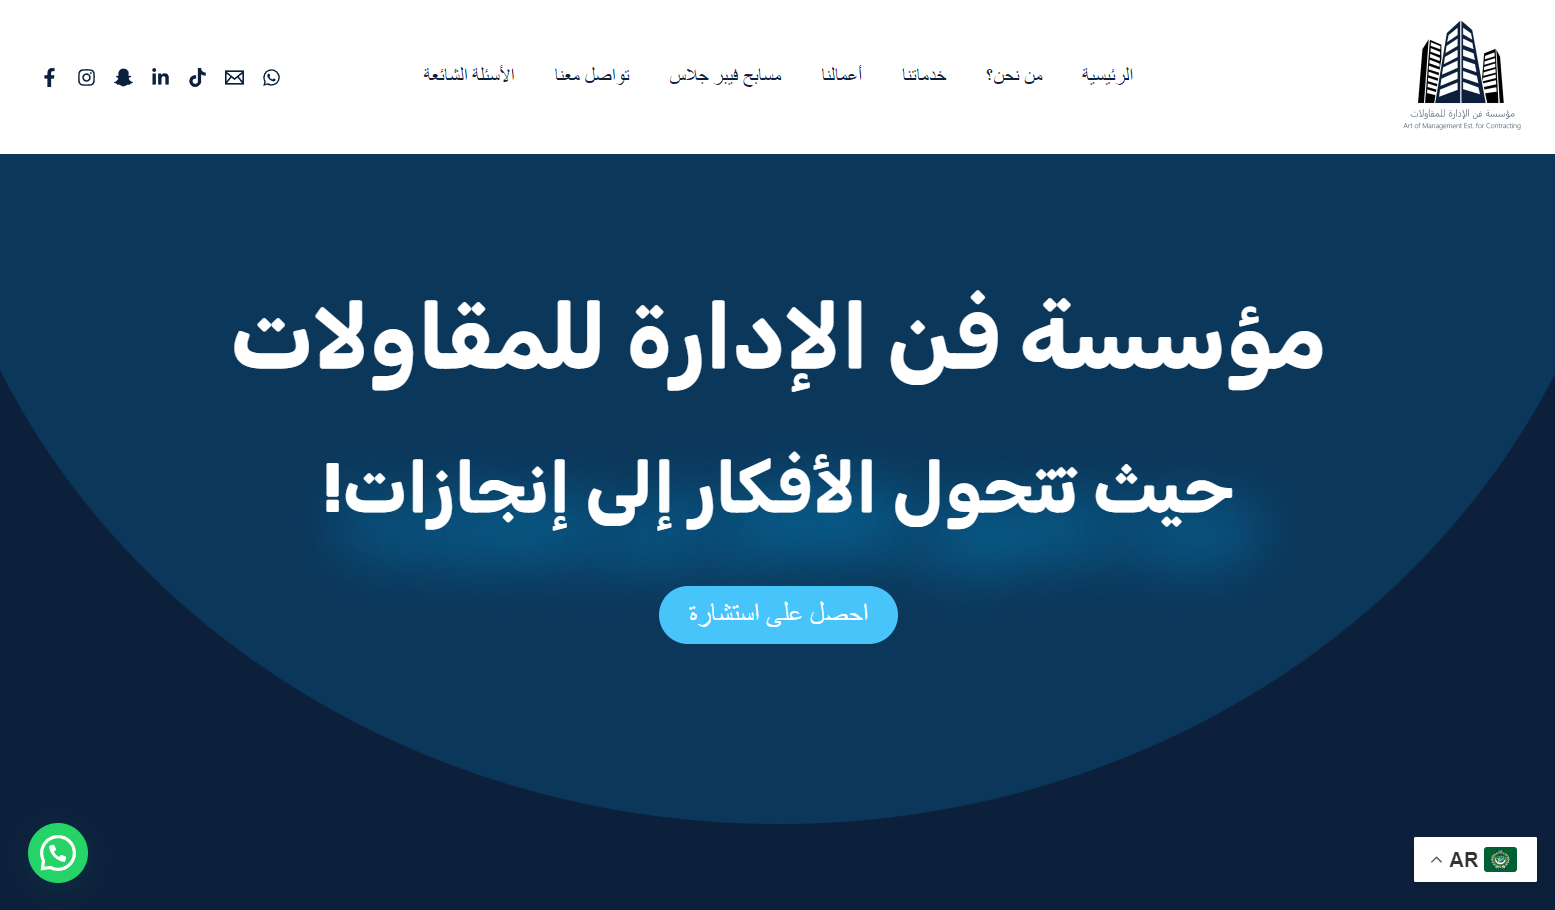 مؤسسة فن الإدارة للمقاولات
Art of Management Est. for Contracting
الرئيسية
من نحن؟
خدماتنا
أعمالنا
مسابح فيبر جلاس
تواصل معنا
الأسئلة الشائعة
مؤسسة فن الإدارة للمقاولات
حيث تتحول الأفكار إلى إنجازات!
احصل على استشارة
AR